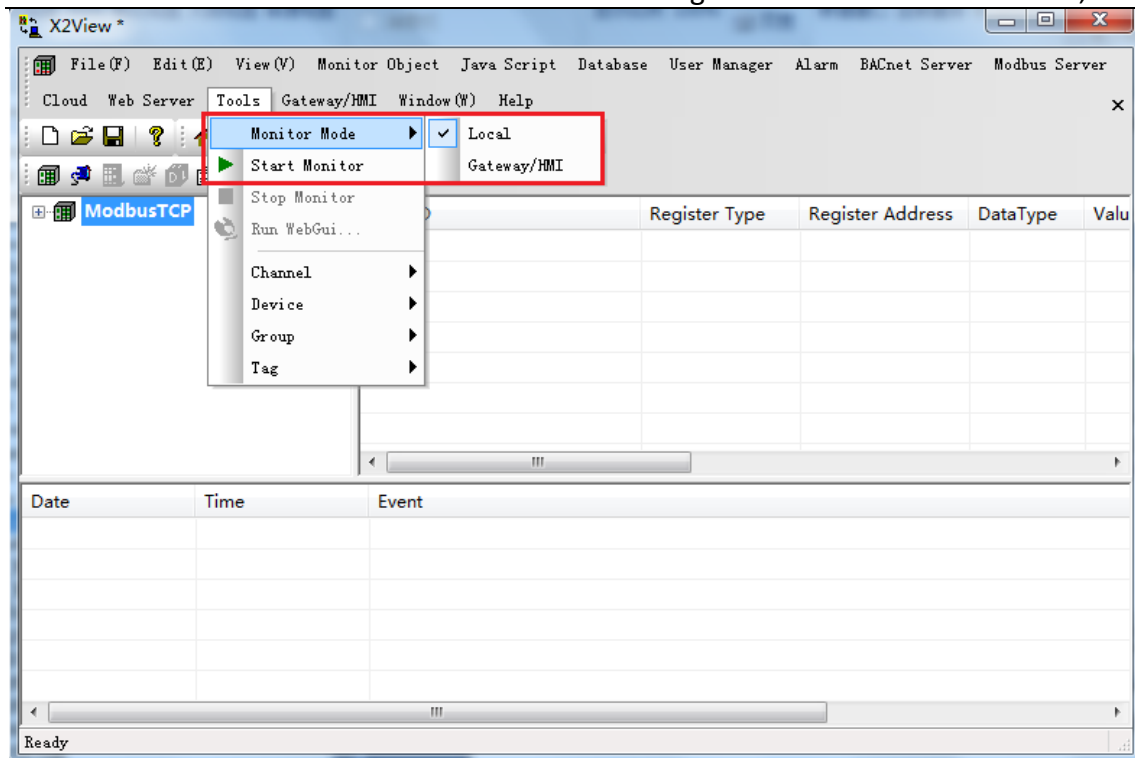 X2View *
File(F) Edit(E) View(V) Monitor Object Java Script Database User Manager Alarm BACnet Server Modbus Server
Cloud Web Server Tools Gateway/HMI Window(W) Help
Monitor Mode
Local
Start Monitor
Gateway/HMI
Stop Monitor
Run WebGui...
Channel
Device
Group
Tag
ModbusTCP
Register Type Register Address DataType Valu
Date Time Event
Ready